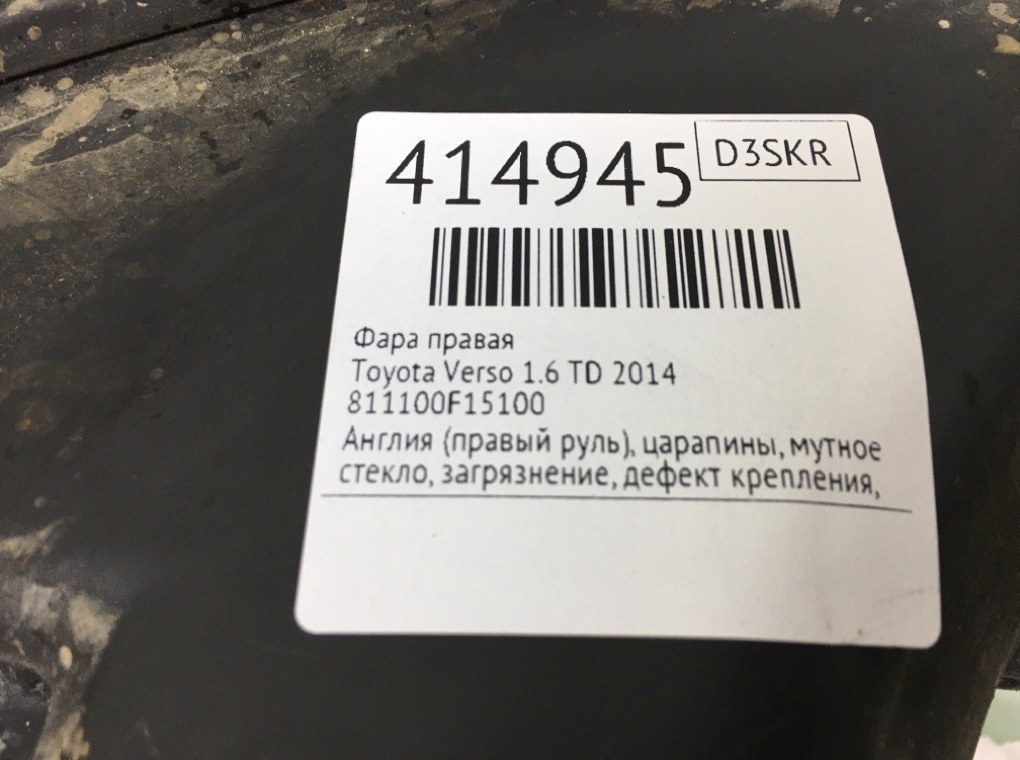 414945
D3SKR
Фара правая
Toyota Verso 1.6 TD 2014
811100F15100
Англия (правый руль), царапины, мутное
стекло, загрязнение, дефект крепления,